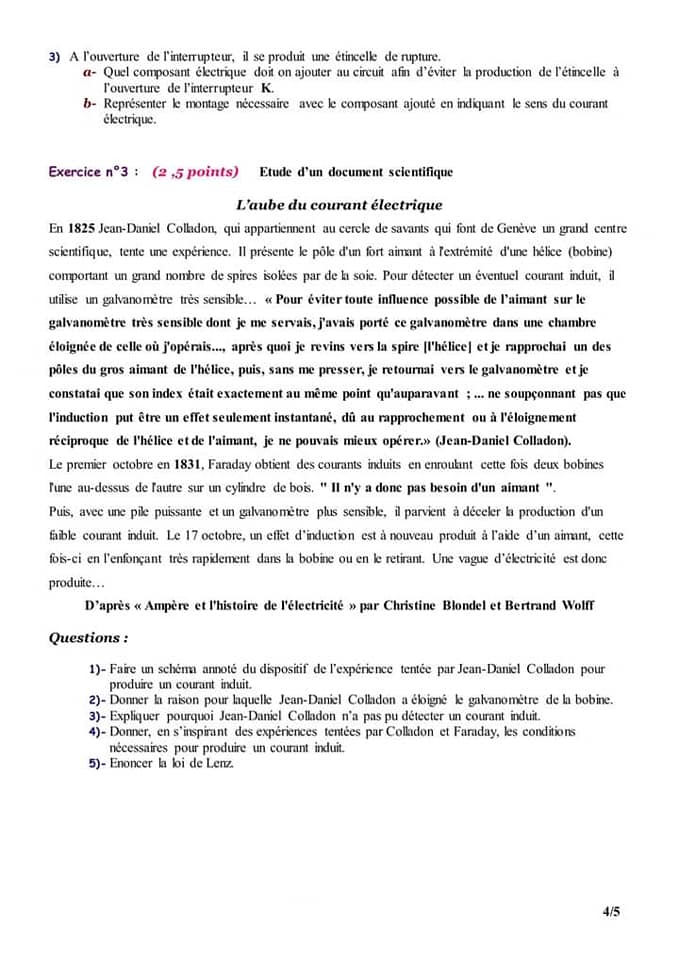 3) A l'ouverture de l'interrupteur, il se produit une étincelle de rupture.
a- Quel composant électrique doit on ajouter au circuit afin d'éviter la production de l'étincelle à
l'ouverture de l'interrupteur K.
b- Représenter le montage nécessaire avec le composant ajouté en indiquant le sens du courant
électrique.
Exercice n°3 : (2 ,5 points) Etude d'un document scientifique
L'aube du courant électrique
En 1825 Jean-Daniel Colladon, qui appartiennent au cercle de savants qui font de Genève un grand centre
scientifique, tente une expérience. Il présente le pôle d'un fort aimant à l'extrémité d'une hélice (bobine)
comportant un grand nombre de spires isolées par de la soie. Pour détecter un éventuel courant induit, il
utilise un galvanomètre très sensible… « Pour éviter toute influence possible de l'aimant sur le
galvanomètre très sensible dont je me servais, j'avais porté ce galvanomètre dans une chambre
éloignée de celle où j'opérais..., après quoi je revins vers la spire [l'hélice] et je rapprochai un des
pôles du gros aimant de l'hélice, puis, sans me presser, je retournai vers le galvanomètre et je
constatai que son index était exactement au même point qu'auparavant ; ... ne soupçonnant pas que
l'induction put être un effet seulement instantané, dû au rapprochement ou à l'éloignement
réciproque de l'hélice et de l'aimant, je ne pouvais mieux opérer.» (Jean-Daniel Colladon).
Le premier octobre en 1831, Faraday obtient des courants induits en enroulant cette fois deux bobines
l'une au-dessus de l'autre sur un cylindre de bois. " Il n'y a donc pas besoin d'un aimant ".
Puis, avec une pile puissante et un galvanomètre plus sensible, il parvient à déceler la production d'un
faible courant induit. Le 17 octobre, un effet d'induction est à nouveau produit à l'aide d'un aimant, cette
fois-ci en l'enfonçant très rapidement dans la bobine ou en le retirant. Une vague d'électricité est donc
produite…
D'après « Ampère et l'histoire de l'électricité » par Christine Blondel et Bertrand Wolff
Questions :
1)- Faire un schéma annoté du dispositif de l'expérience tentée par Jean-Daniel Colladon pour
produire un courant induit.
2)- Donner la raison pour laquelle Jean-Daniel Colladon a éloigné le galvanomètre de la bobine.
3)- Expliquer pourquoi Jean-Daniel Colladon n'a pas pu détecter un courant induit.
4)- Donner, en s'inspirant des expériences tentées par Colladon et Faraday, les conditions
nécessaires pour produire un courant induit.
5)- Enoncer la loi de Lenz.
4/5